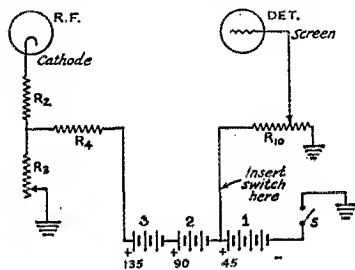 R.F.
DET.
Cathode
Screen
R2
R4
R10
R3
Insert
switch
here
S
3 2 1
+ + + -
135 90 45